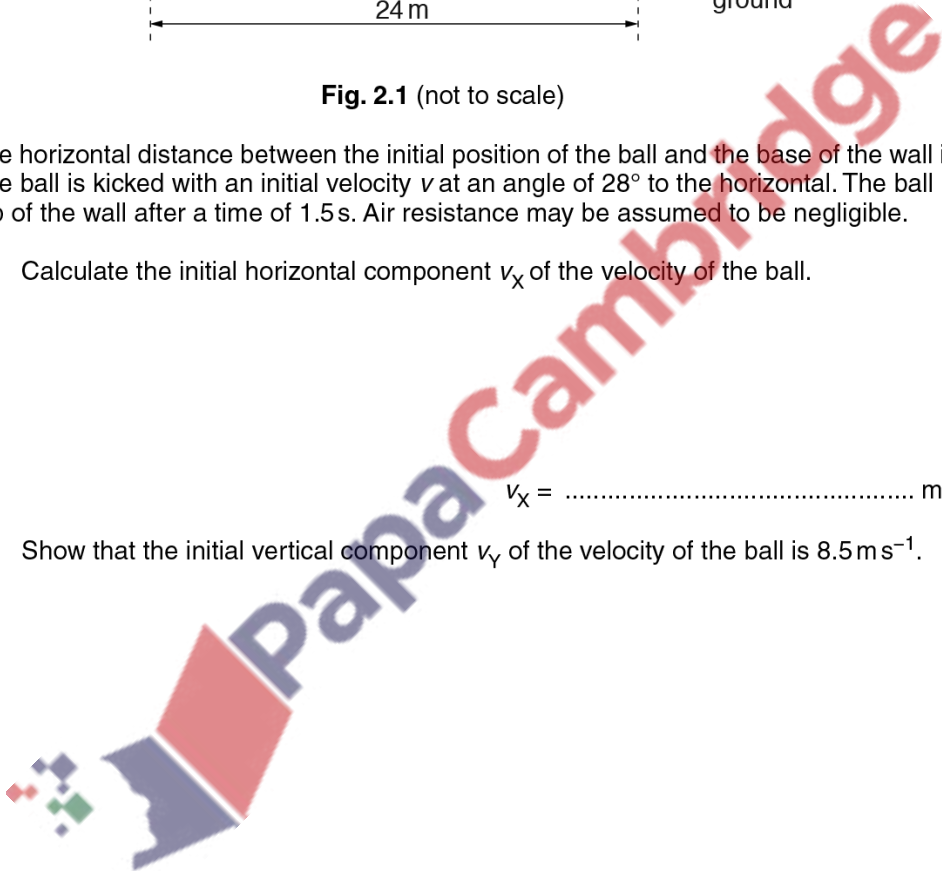 24 m
ground
Fig. 2.1 (not to scale)
e horizontal distance between the initial position of the ball and the base of the wall i
e ball is kicked with an initial velocity v at an angle of 28° to the horizontal. The ball
of the wall after a time of 1.5 s. Air resistance may be assumed to be negligible.
Calculate the initial horizontal component vX of the velocity of the ball.
vX = .................................................. m
Show that the initial vertical component vY of the velocity of the ball is 8.5 m s⁻¹.
PapaCambridge